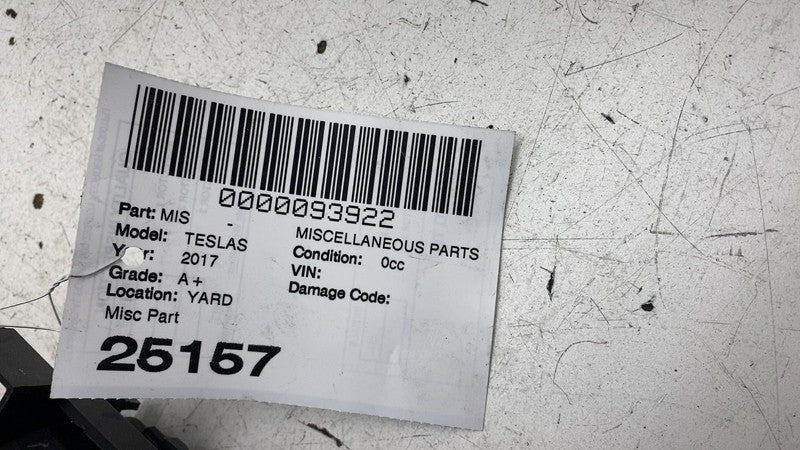 0000093922
Part: MIS - MISCELLANEOUS PARTS
Model: TESLAS Condition: 0cc
Year: 2017 VIN:
Grade: A+ Damage Code:
Location: YARD
Misc Part
25157